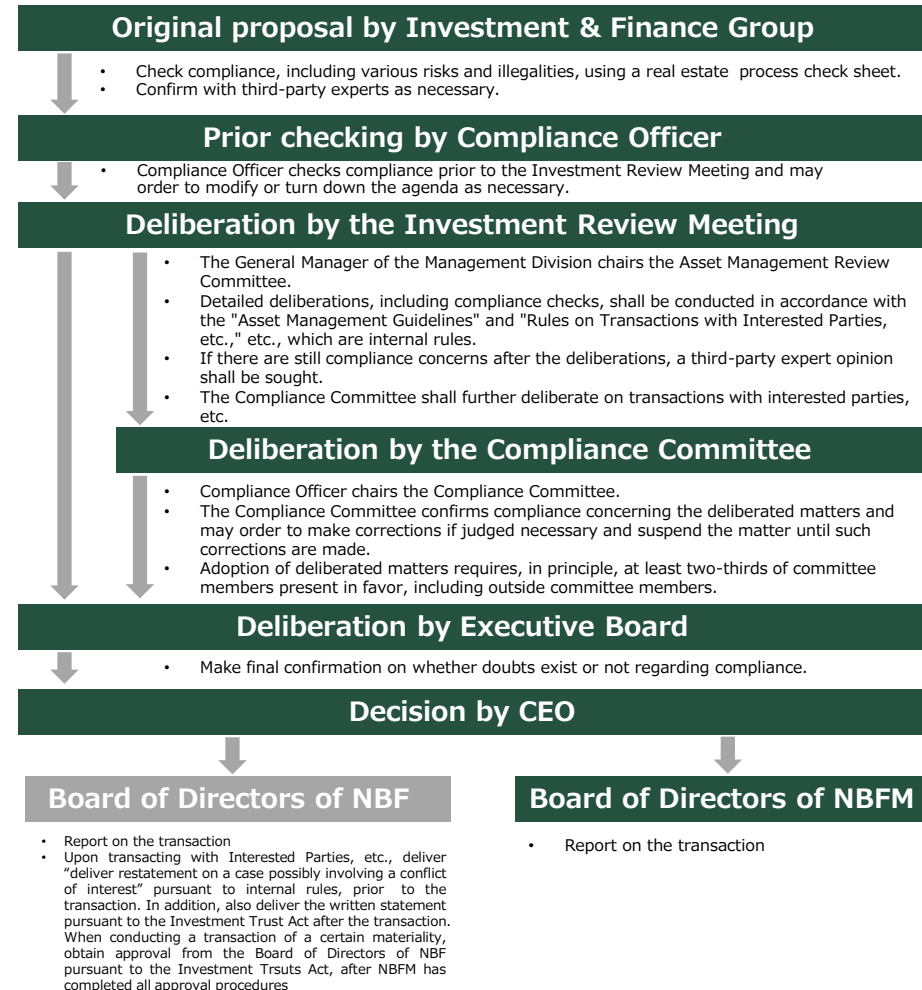 Original proposal by Investment & Finance Group
• Check compliance, including various risks and illegalities, using a real estate process check sheet.
• Confirm with third-party experts as necessary.
Prior checking by Compliance Officer
• Compliance Officer checks compliance prior to the Investment Review Meeting and may
order to modify or turn down the agenda as necessary.
Deliberation by the Investment Review Meeting
• The General Manager of the Management Division chairs the Asset Management Review
Committee.
• Detailed deliberations, including compliance checks, shall be conducted in accordance with
the "Asset Management Guidelines" and "Rules on Transactions with Interested Parties,
etc.," etc., which are internal rules.
• If there are still compliance concerns after the deliberations, a third-party expert opinion
shall be sought.
• The Compliance Committee shall further deliberate on transactions with interested parties,
etc.
Deliberation by the Compliance Committee
• Compliance Officer chairs the Compliance Committee.
• The Compliance Committee confirms compliance concerning the deliberated matters and
may order to make corrections if judged necessary and suspend the matter until such
corrections are made.
• Adoption of deliberated matters requires, in principle, at least two-thirds of committee
members present in favor, including outside committee members.
Deliberation by Executive Board
• Make final confirmation on whether doubts exist or not regarding compliance.
Decision by CEO
Board of Directors of NBF
• Report on the transaction
• Upon transacting with Interested Parties, etc., deliver
“deliver restatement on a case possibly involving a conflict
of interest” pursuant to internal rules, prior to the
transaction. In addition, also deliver the written statement
pursuant to the Investment Trust Act after the transaction.
When conducting a transaction of a certain materiality,
obtain approval from the Board of Directors of NBF
pursuant to the Investment Trsuts Act, after NBFM has
completed all approval procedures
Board of Directors of NBFM
• Report on the transaction